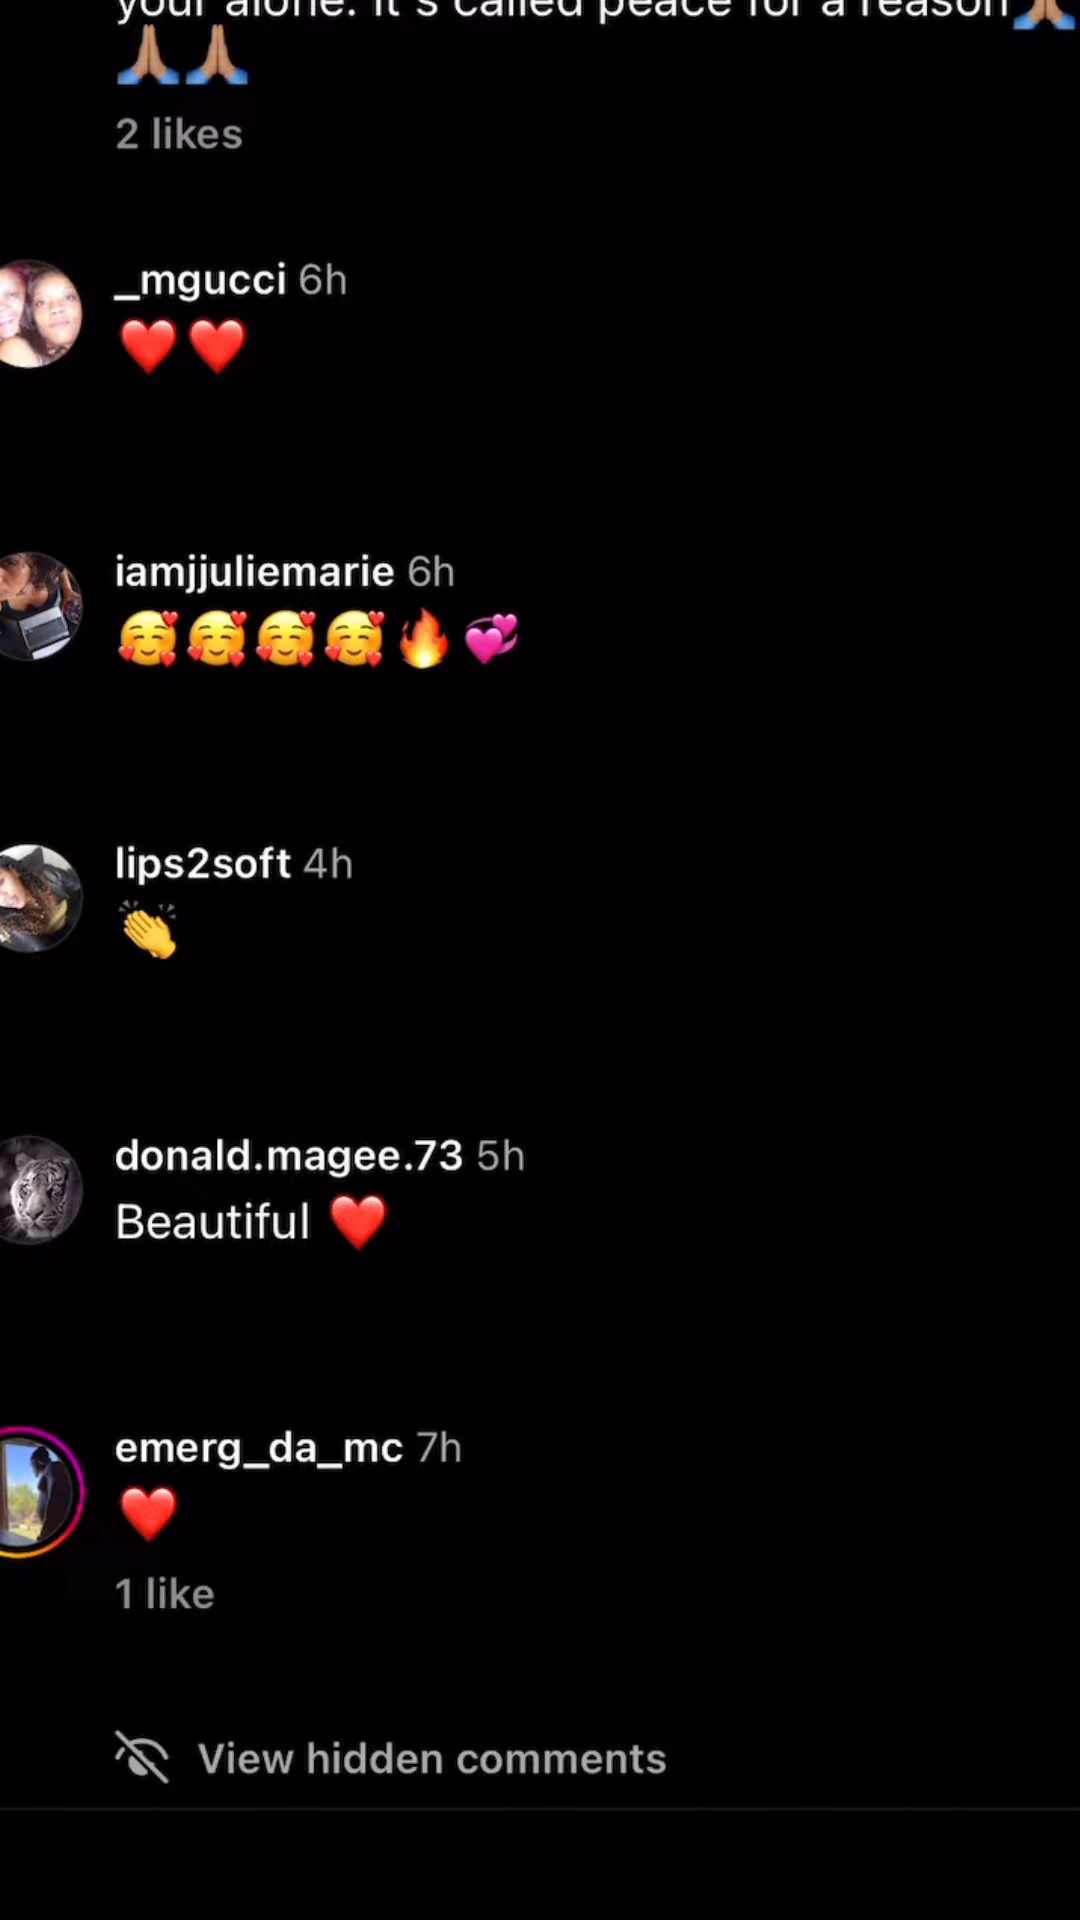 your alone. It's called peace for a reason🙏🏽
🙏🏽🙏🏽
2 likes
_mgucci 6h
❤️❤️
iamjjuliemarie 6h
🥰🥰🥰🥰🔥💞
lips2soft 4h
👏
donald.magee.73 5h
Beautiful ❤️
emerg_da_mc 7h
❤️
1 like
View hidden comments